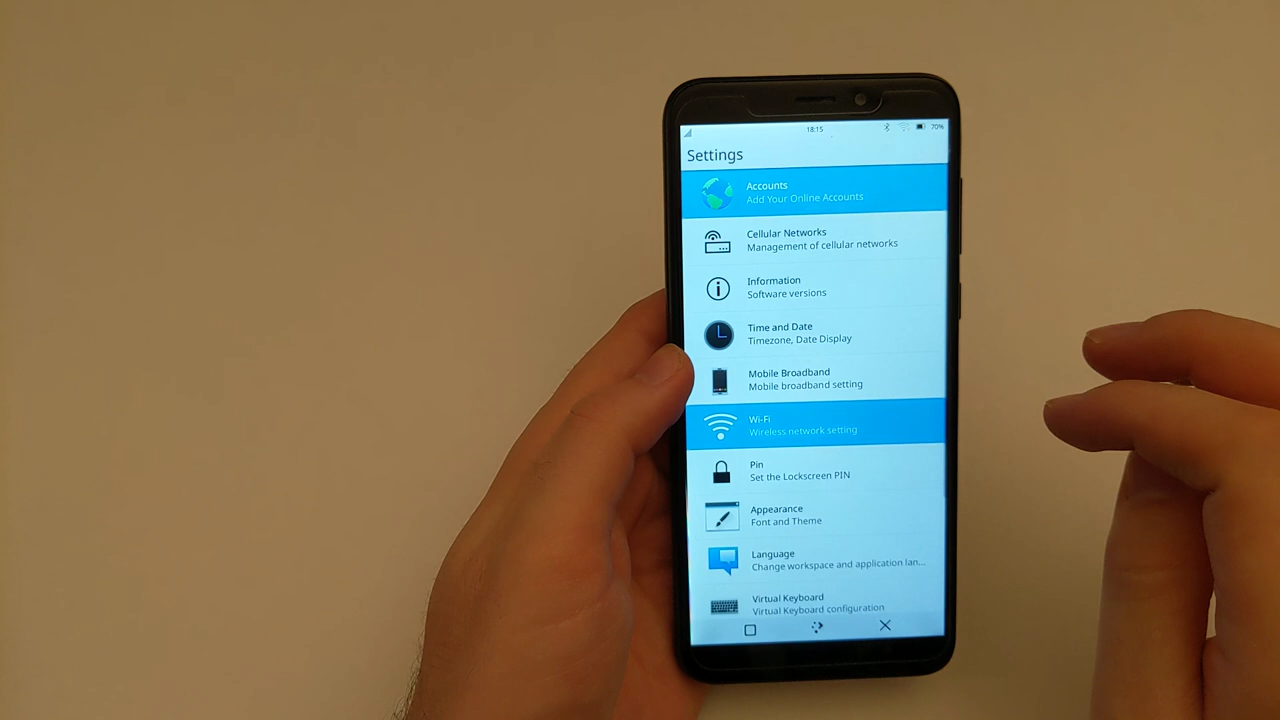 18:15
70%
Settings
Accounts
Add Your Online Accounts
Cellular Networks
Management of cellular networks
Information
Software versions
Time and Date
Timezone, Date Display
Mobile Broadband
Mobile broadband setting
Wi-Fi
Wireless network setting
Pin
Set the Lockscreen PIN
Appearance
Font and Theme
Language
Change workspace and application lan...
Virtual Keyboard
Virtual Keyboard configuration